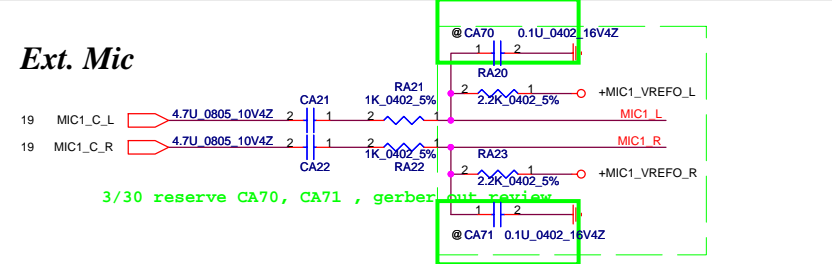 @ CA70 0.1U_0402_16V4Z
1 2
Ext. Mic
RA20
RA21
2 1 +MIC1_VREFO_L
CA21 1K_0402_5% 2.2K_0402_5%
19 MIC1_C_L 4.7U_0805_10V4Z 2 1 2 1 MIC1_L
19 MIC1_C_R 4.7U_0805_10V4Z 2 1 2 1 MIC1_R
1K_0402_5% RA23
CA22 RA22
2 1 +MIC1_VREFO_R
2.2K_0402_5%
3/30 reserve CA70, CA71 , gerber out review
1 2
@ CA71 0.1U_0402_16V4Z